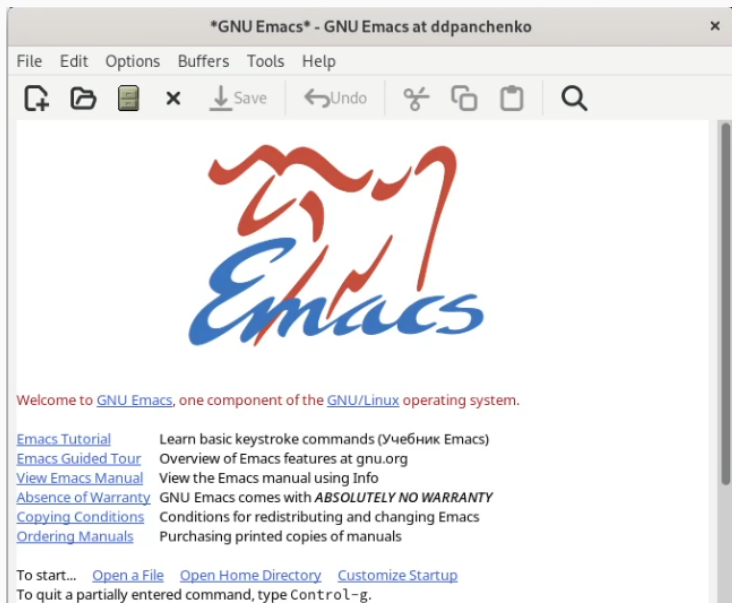 *GNU Emacs* - GNU Emacs at ddpanchenko ×
File Edit Options Buffers Tools Help
Save Undo
Emacs
Welcome to GNU Emacs, one component of the GNU/Linux operating system.
Emacs Tutorial Learn basic keystroke commands (Учебник Emacs)
Emacs Guided Tour Overview of Emacs features at gnu.org
View Emacs Manual View the Emacs manual using Info
Absence of Warranty GNU Emacs comes with ABSOLUTELY NO WARRANTY
Copying Conditions Conditions for redistributing and changing Emacs
Ordering Manuals Purchasing printed copies of manuals
To start... Open a File Open Home Directory Customize Startup
To quit a partially entered command, type Control-g.